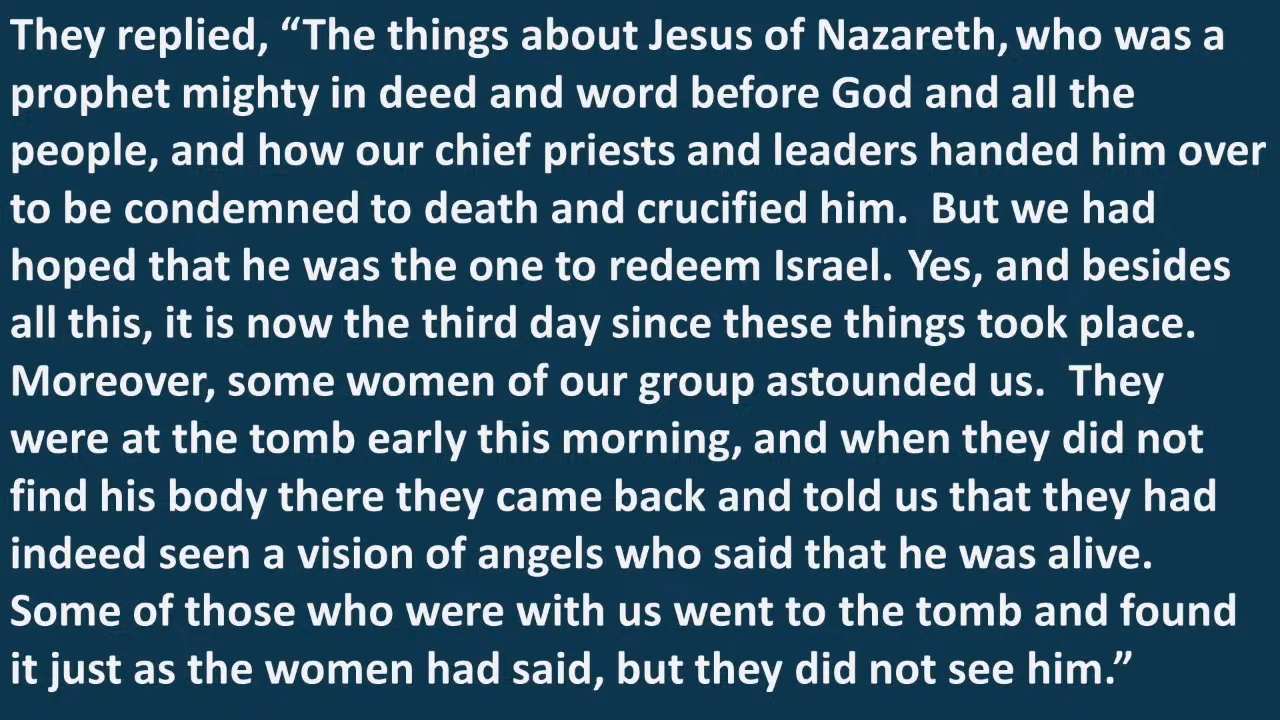 They replied, “The things about Jesus of Nazareth, who was a
prophet mighty in deed and word before God and all the
people, and how our chief priests and leaders handed him over
to be condemned to death and crucified him.  But we had
hoped that he was the one to redeem Israel.  Yes, and besides
all this, it is now the third day since these things took place.
Moreover, some women of our group astounded us.  They
were at the tomb early this morning, and when they did not
find his body there they came back and told us that they had
indeed seen a vision of angels who said that he was alive.
Some of those who were with us went to the tomb and found
it just as the women had said, but they did not see him.”